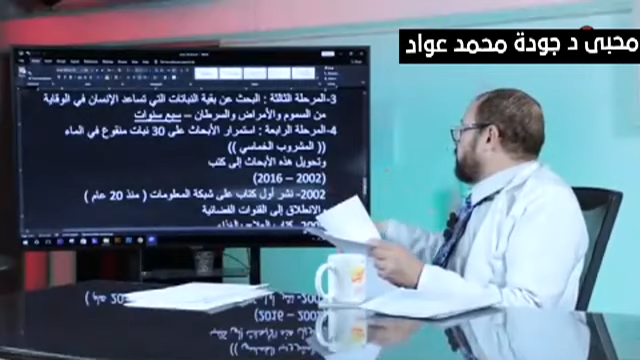 محبى د جودة محمد عواد
3-المرحلة الثالثة : البحث عن بقية النباتات التي تساعد الإنسان في الوقاية
من السموم والأمراض والسرطان – سبع سنوات
4-المرحلة الرابعة : استمرار الأبحاث على 30 نبات منقوع في الماء
(( المشروب الخماسي ))
وتحويل هذه الأبحاث إلى كتب
(2002 – 2016)
2002- نشر أول كتاب على شبكة المعلومات ( منذ 20 عام )
والانطلاق إلى القنوات الفضائية